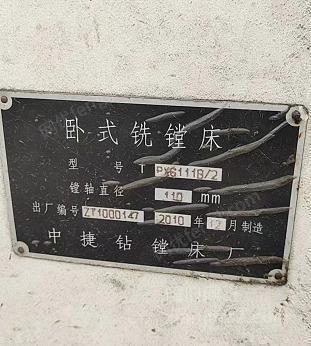 卧式铣镗床
型 号 T PX6111B/2
镗轴直径 110 mm
出厂编号 ZT1000147 2010 年 12 月制造
中捷钻镗床厂